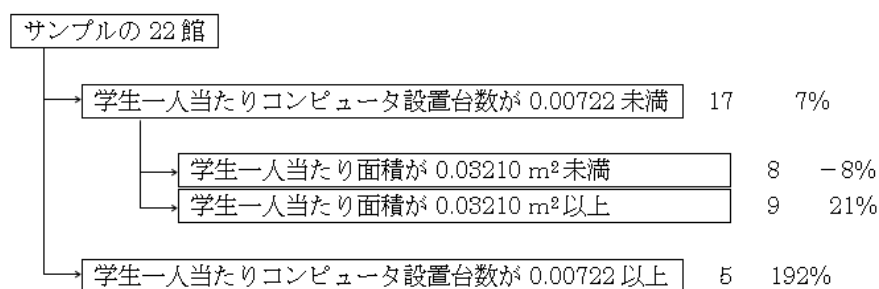 サンプルの 22 館
学生一人当たりコンピュータ設置台数が 0.00722 未満 17 7%
学生一人当たり面積が 0.03210 m²未満 8 −8%
学生一人当たり面積が 0.03210 m²以上 9 21%
学生一人当たりコンピュータ設置台数が 0.00722 以上 5 192%